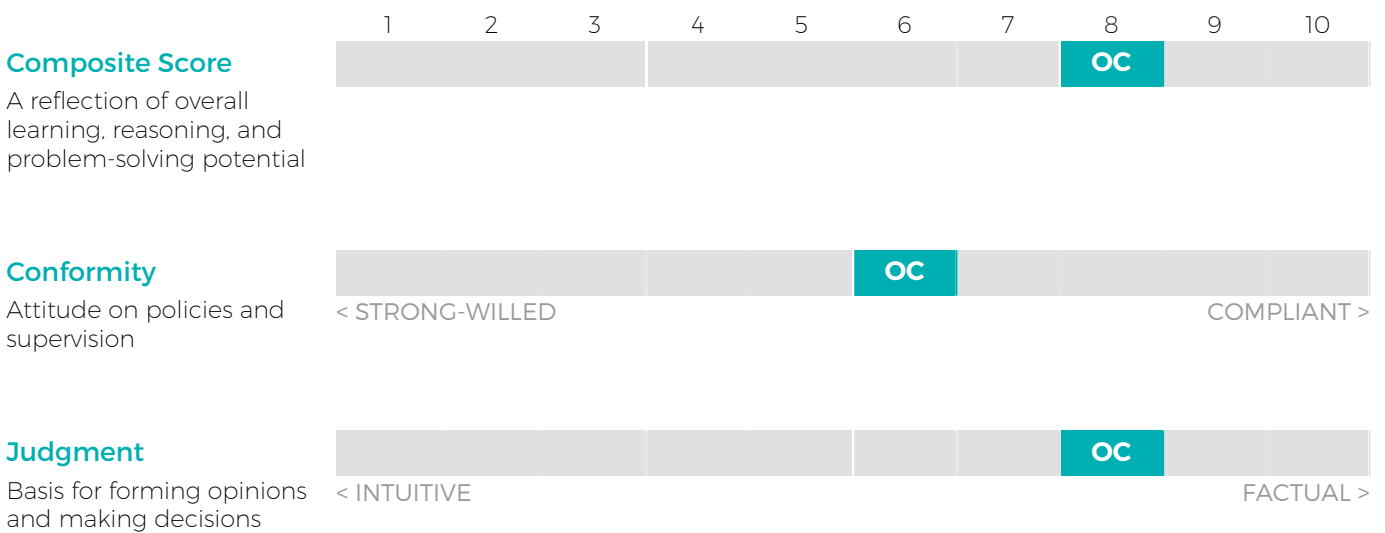 1 2 3 4 5 6 7 8 9 10
Composite Score
OC
A reflection of overall
learning, reasoning, and
problem-solving potential
Conformity
OC
Attitude on policies and
supervision
< STRONG-WILLED
COMPLIANT >
Judgment
OC
Basis for forming opinions
and making decisions
< INTUITIVE
FACTUAL >